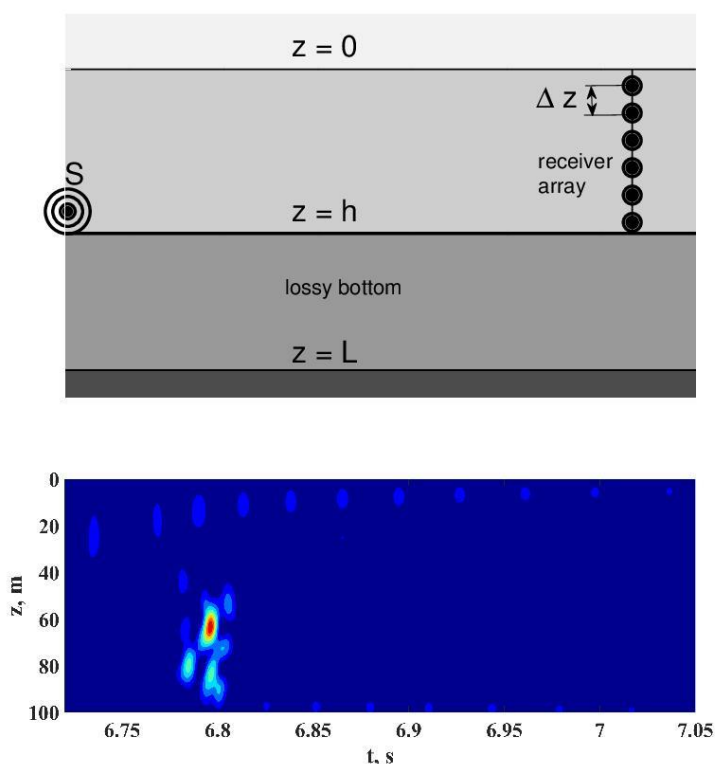 z = 0
Δ z
S
receiver
array
z = h
lossy bottom
z = L
0
20
40
60
80
100
z, m
6.75 6.8 6.85 6.9 6.95 7 7.05
t, s